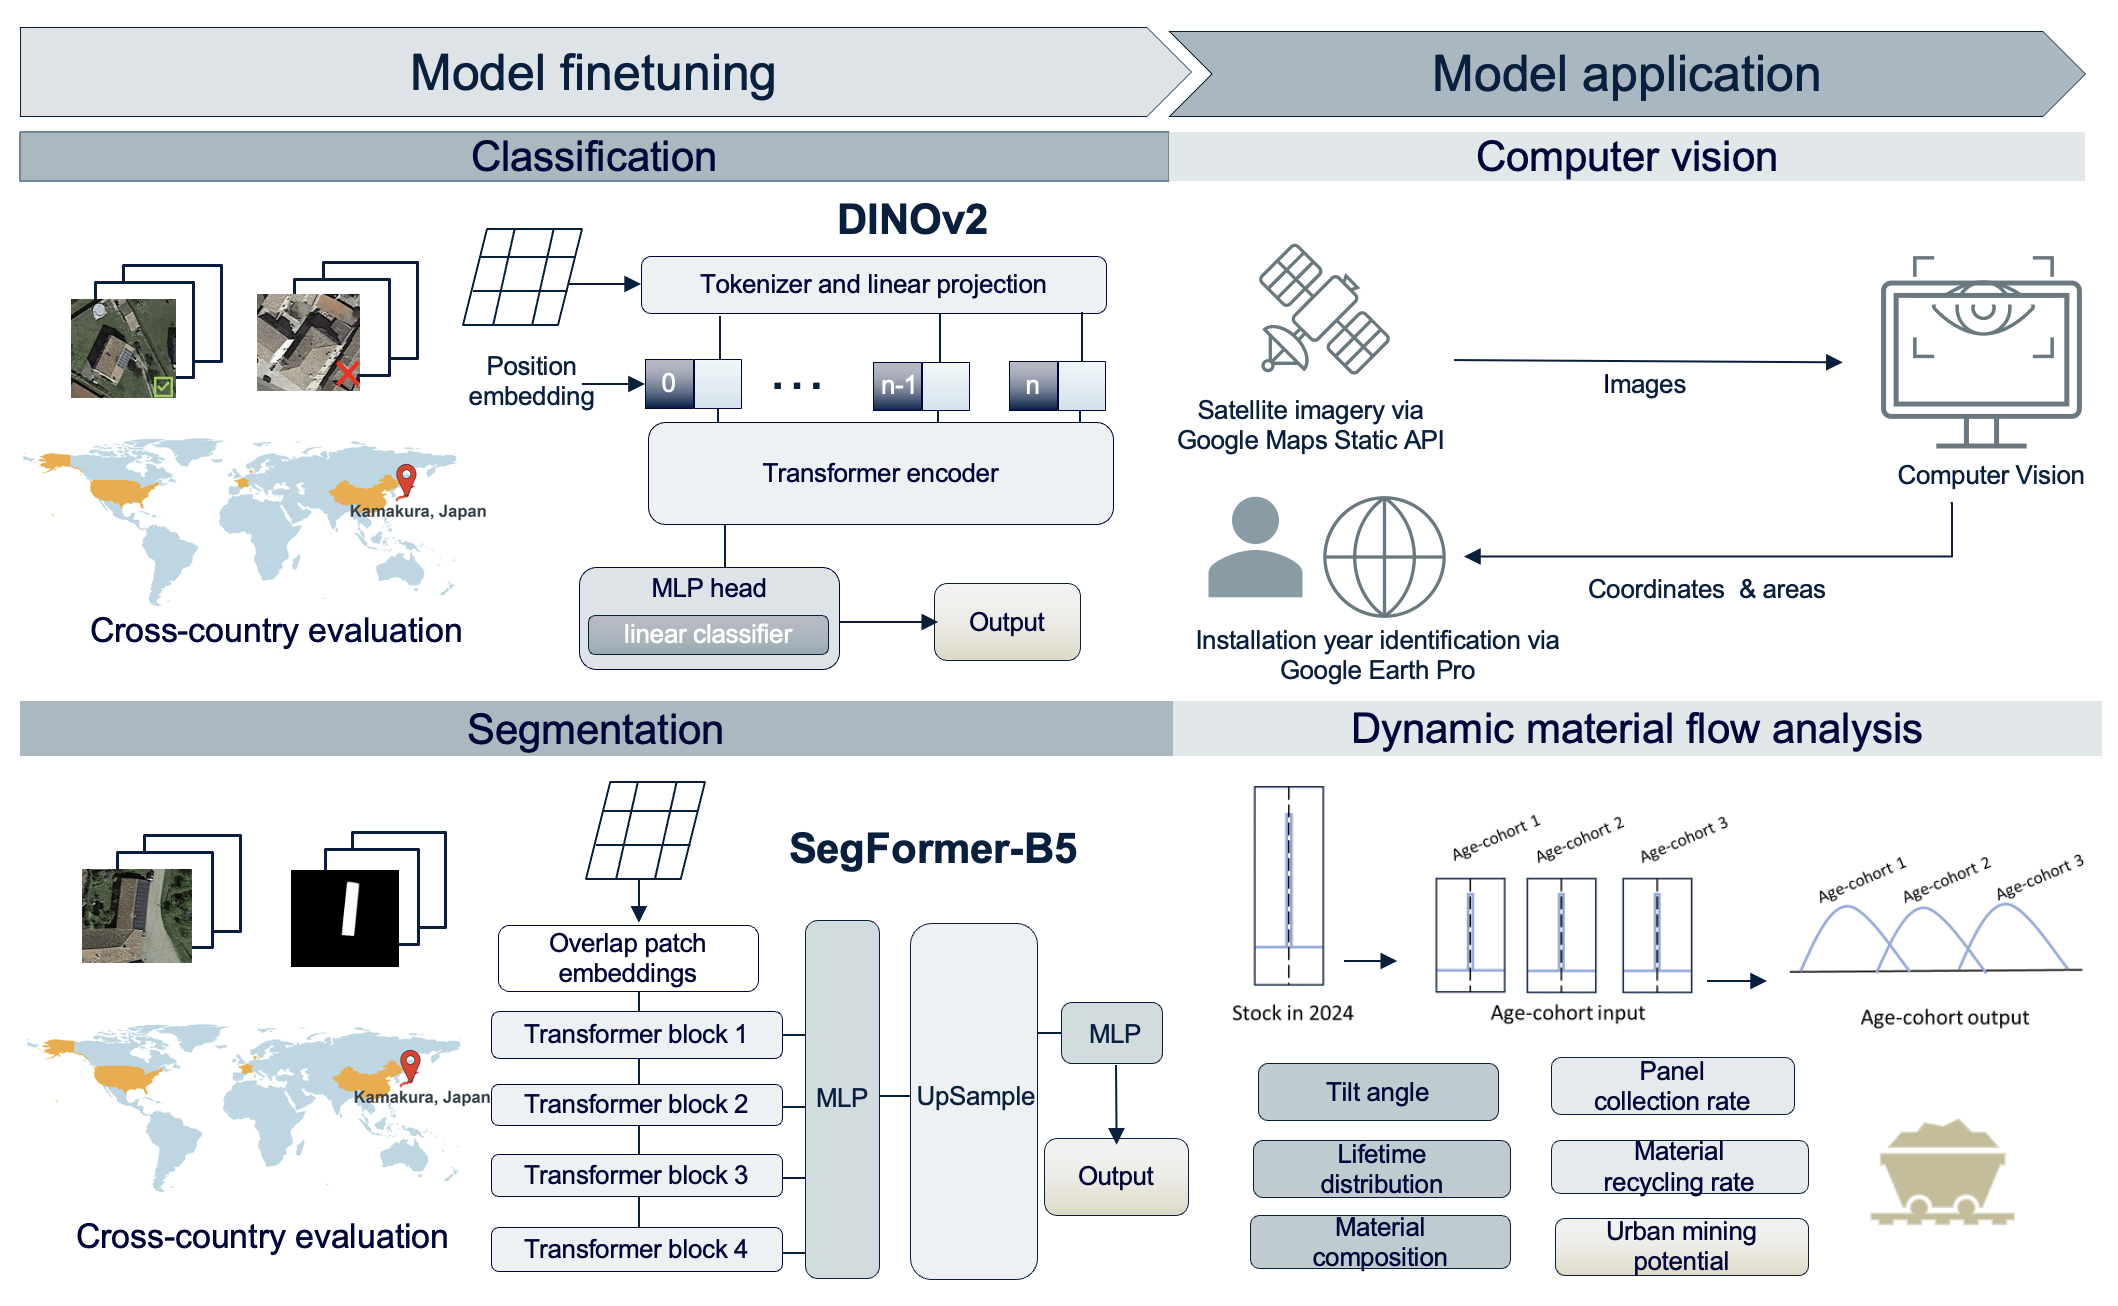 Model finetuning
Model application
Classification
Computer vision
DINOv2
Tokenizer and linear projection
Position
embedding
0
...
n-1
n
Transformer encoder
Kamakura, Japan
MLP head
linear classifier
Output
Cross-country evaluation
Satellite imagery via
Google Maps Static API
Images
Computer Vision
Coordinates & areas
Installation year identification via
Google Earth Pro
Segmentation
Dynamic material flow analysis
SegFormer-B5
Overlap patch
embeddings
Transformer block 1
Transformer block 2
Transformer block 3
Transformer block 4
MLP
UpSample
MLP
Output
Kamakura, Japan
Cross-country evaluation
Stock in 2024
Age-cohort 1
Age-cohort 2
Age-cohort 3
Age-cohort input
Age-cohort 1
Age-cohort 2
Age-cohort 3
Age-cohort output
Tilt angle
Panel
collection rate
Lifetime
distribution
Material
recycling rate
Material
composition
Urban mining
potential